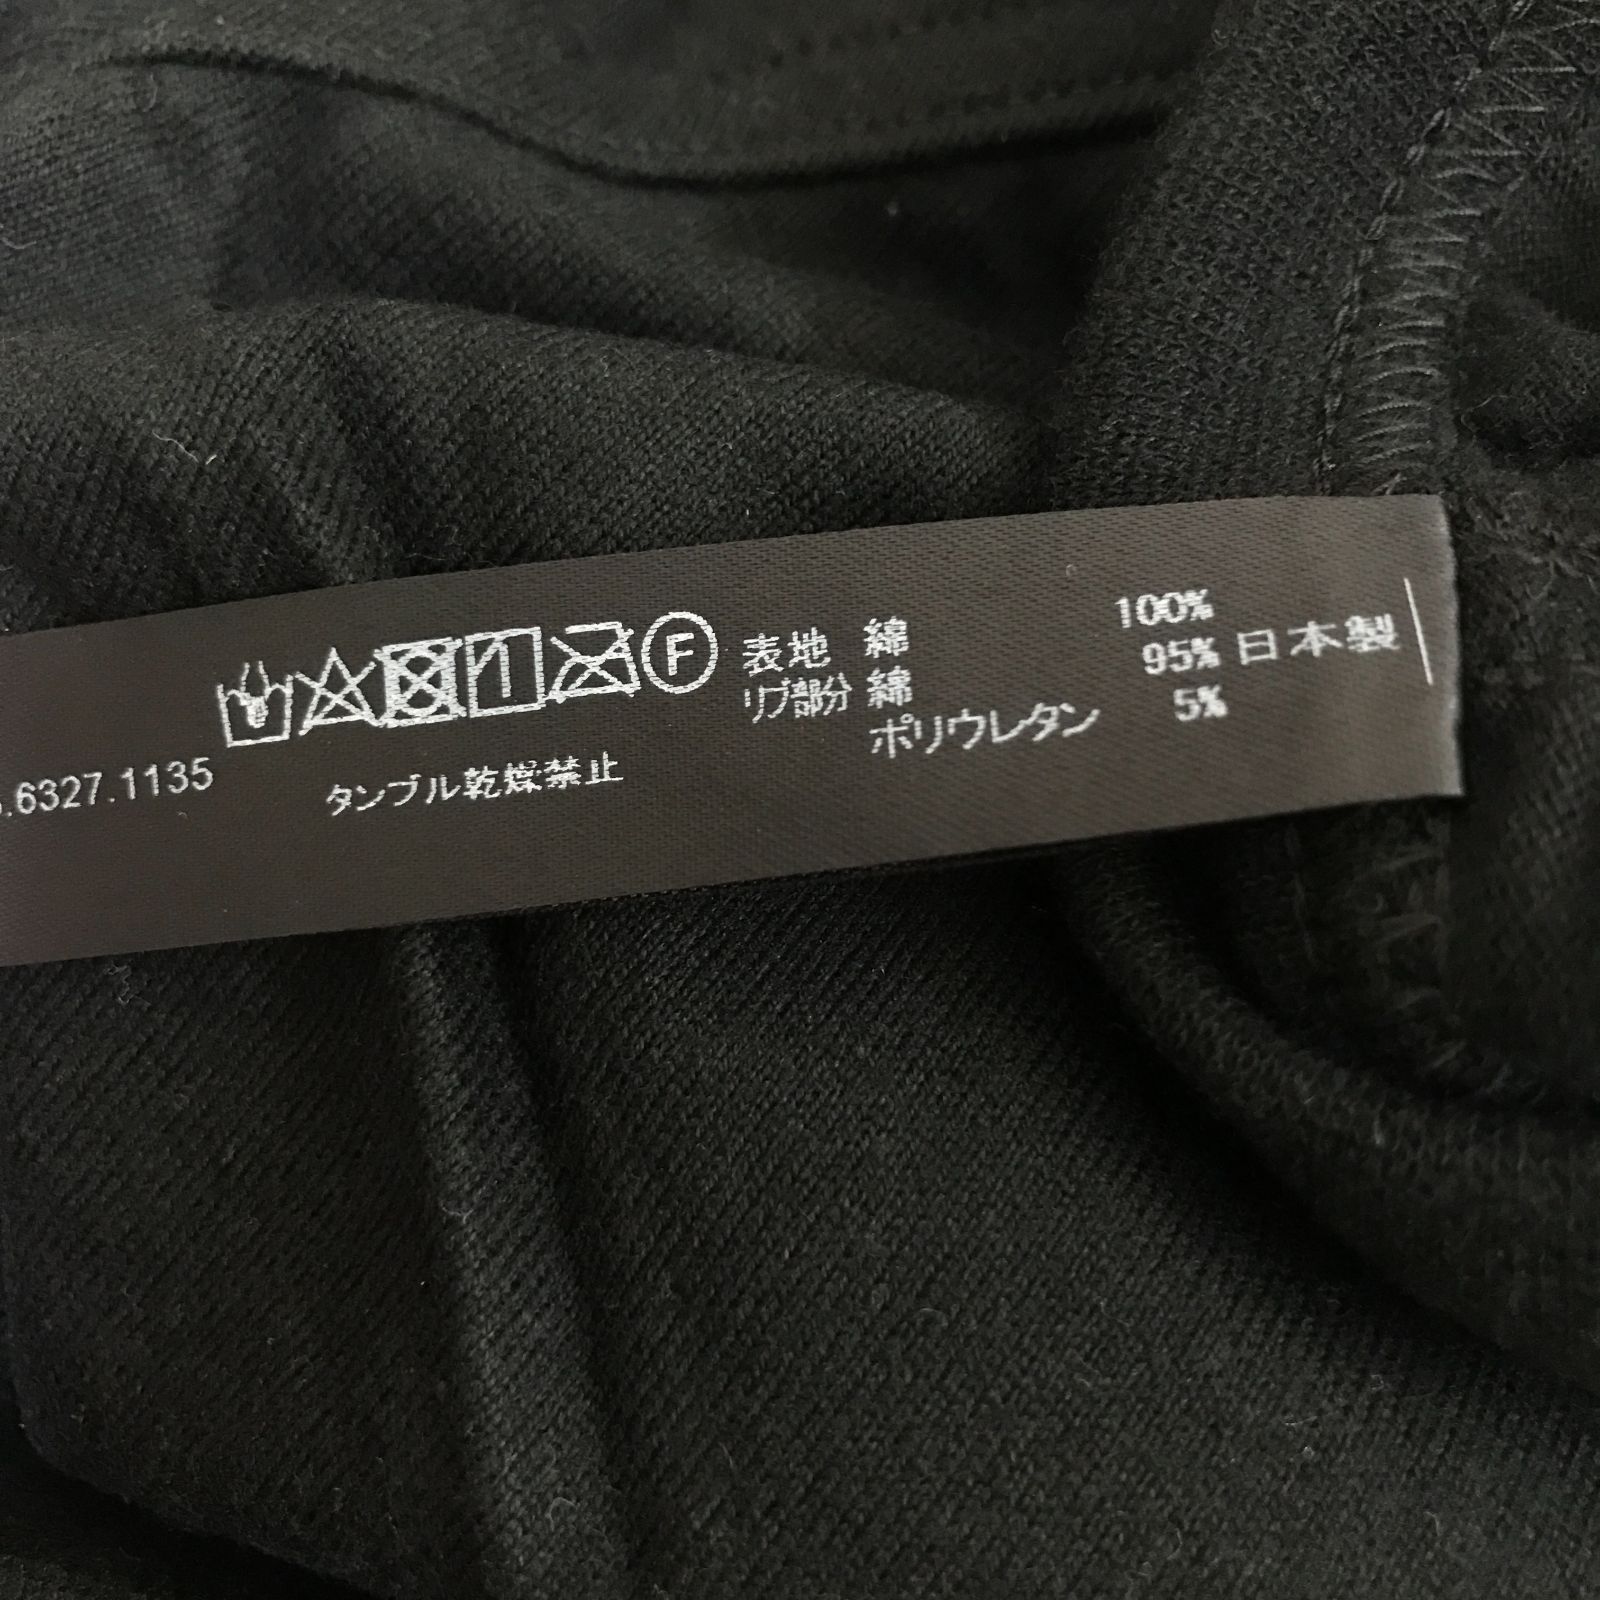 .6327.1135
タンブル乾燥禁止
F
表地 綿 100%
リブ部分 綿 95%
ポリウレタン 5%
日本製